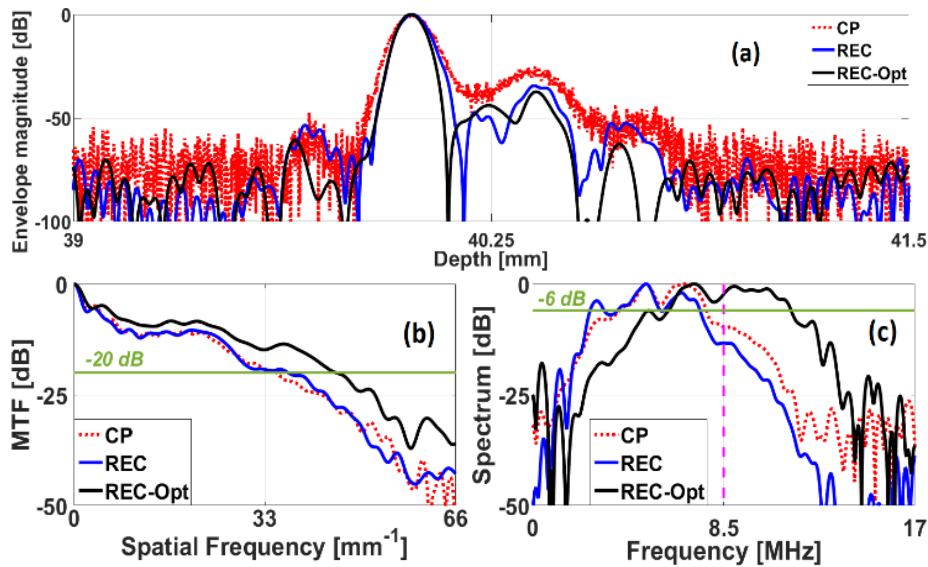 Envelope magnitude [dB]
0
-50
-100
39
40.25
41.5
Depth [mm]
(a)
CP
REC
REC-Opt
MTF [dB]
0
-25
-50
0
33
66
Spatial Frequency [mm-1]
-20 dB
(b)
CP
REC
REC-Opt
Spectrum [dB]
0
-25
-50
0
8.5
17
Frequency [MHz]
-6 dB
(c)
CP
REC
REC-Opt